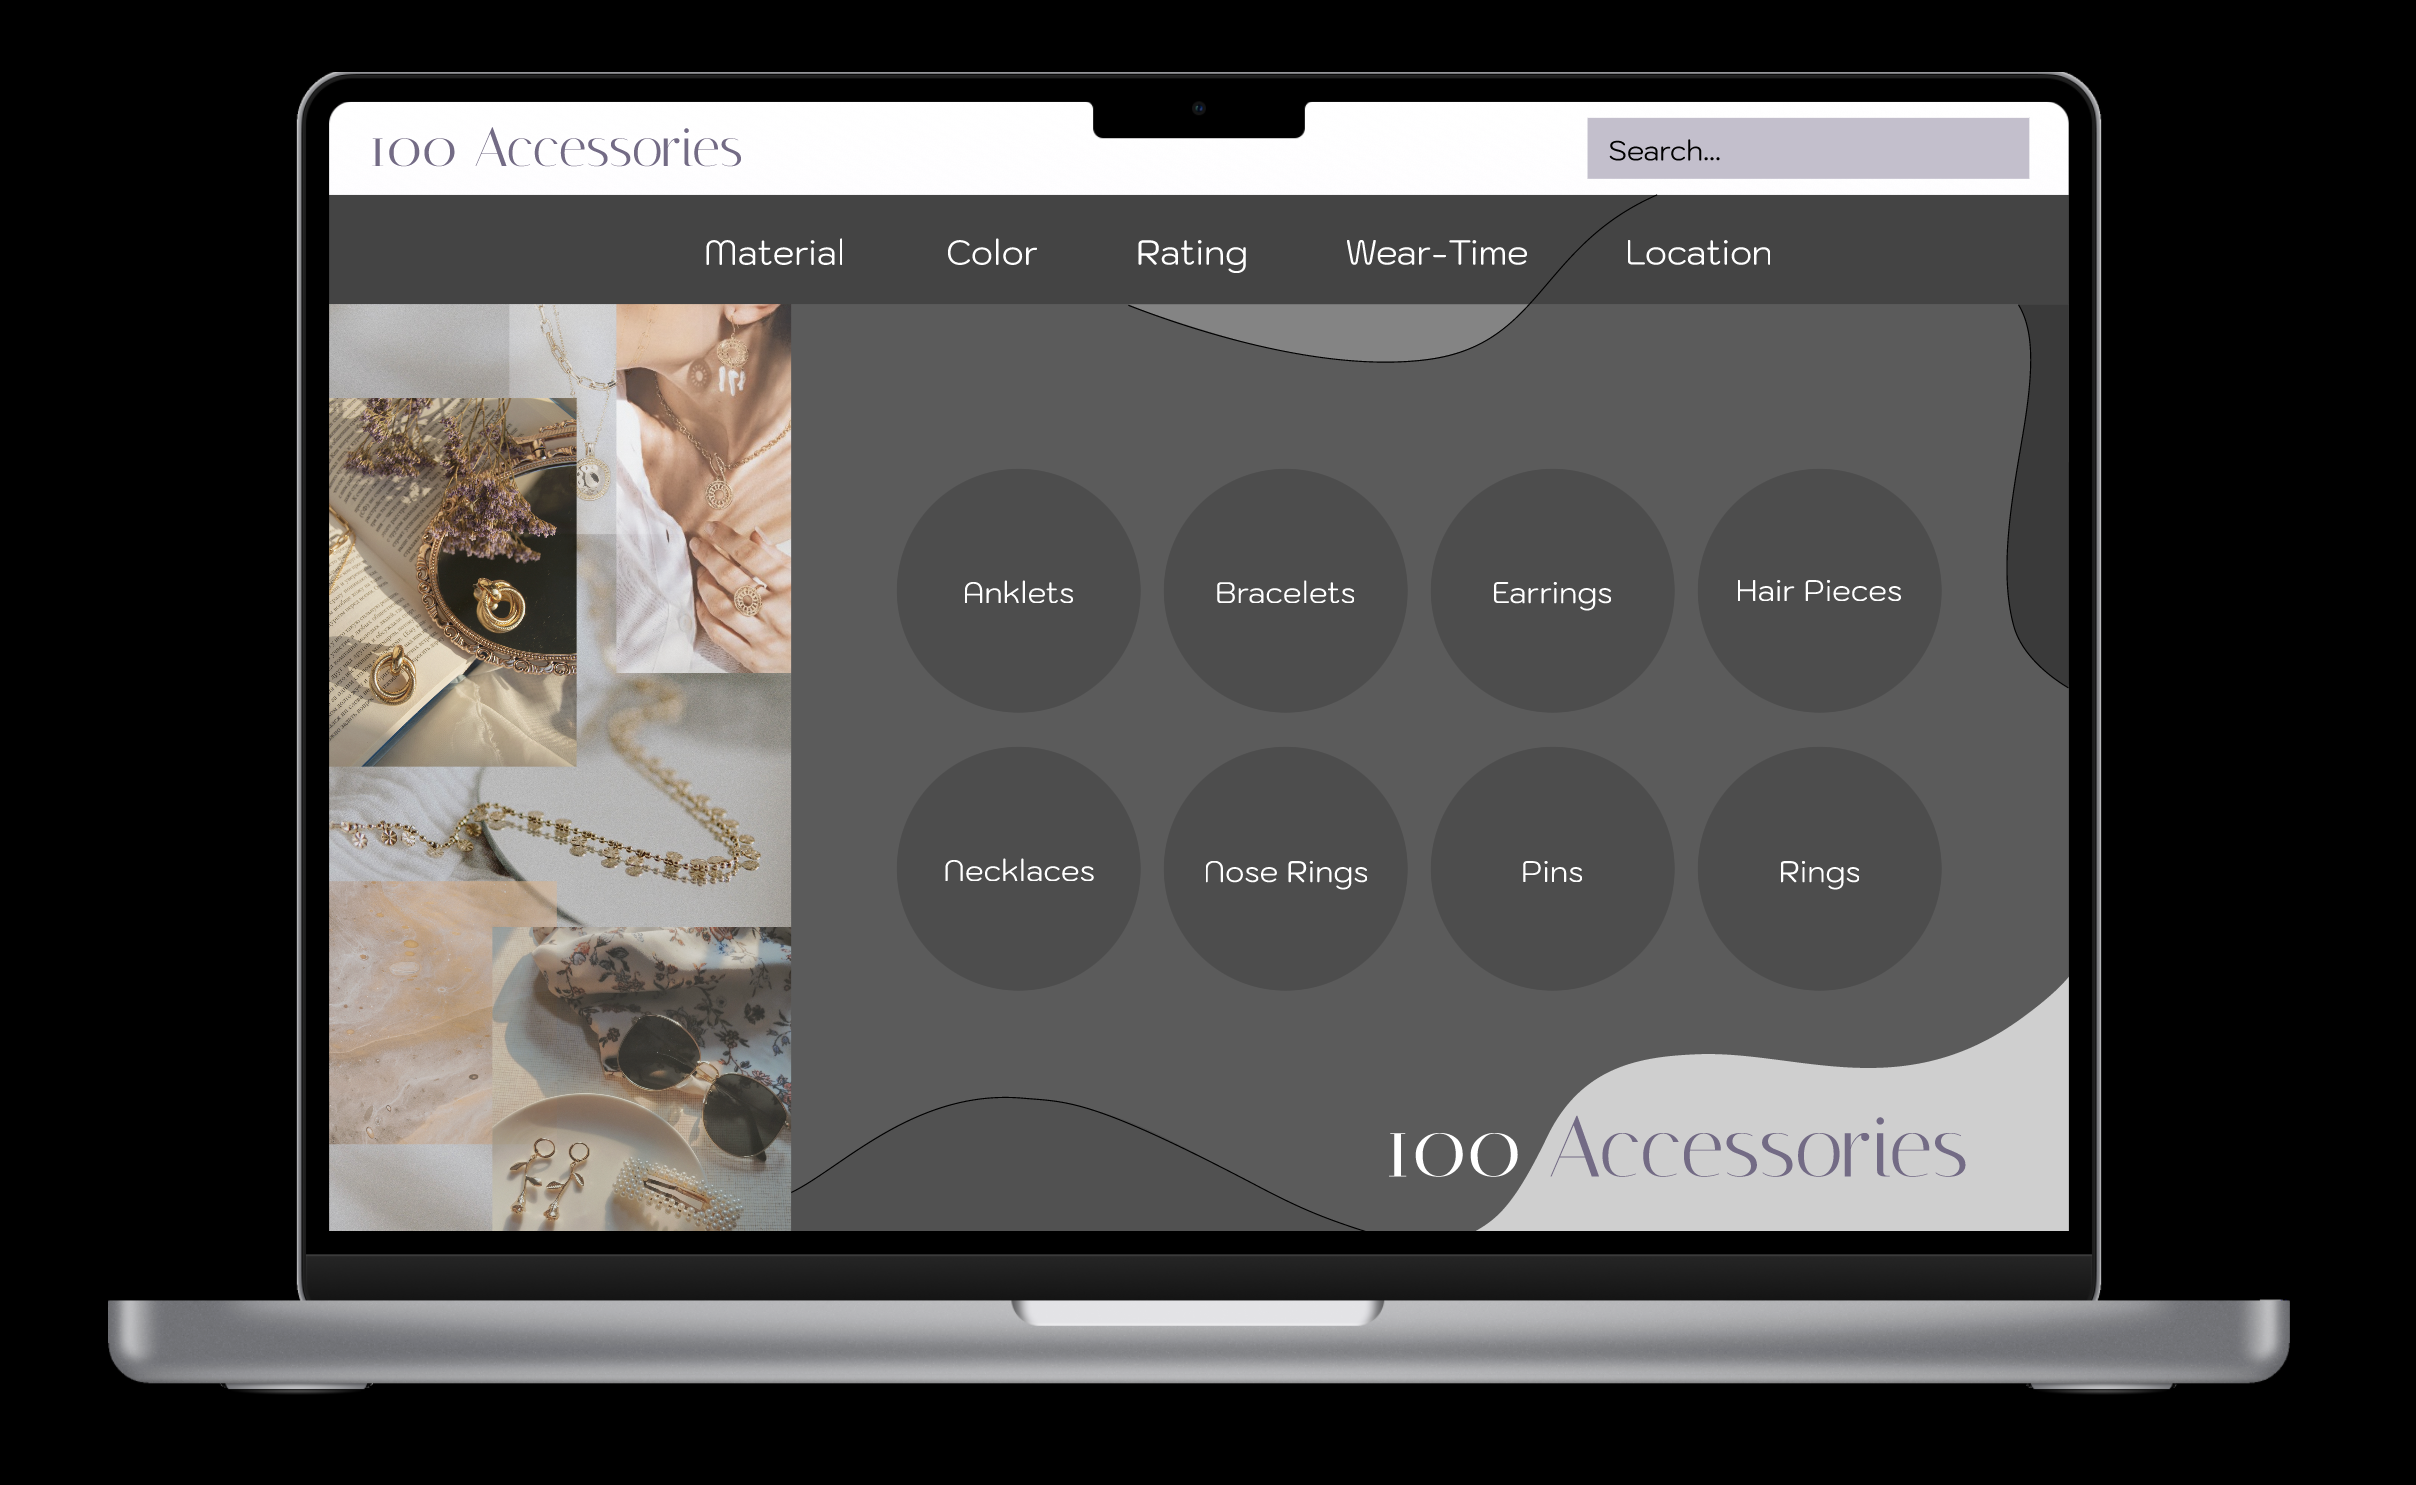 100 Accessories
Search...
Material Color Rating Wear-Time Location
Anklets Bracelets Earrings Hair Pieces
Necklaces Nose Rings Pins Rings
100 Accessories